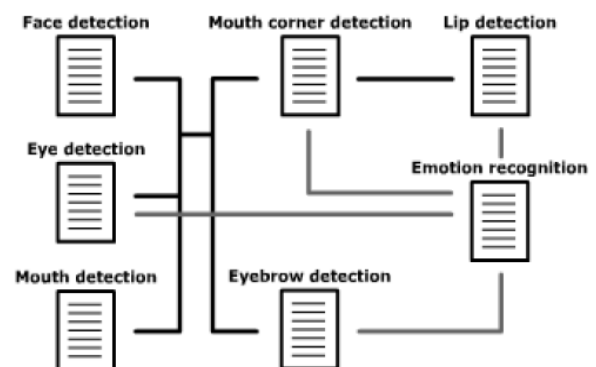 Face detection
Mouth corner detection
Lip detection
Eye detection
Emotion recognition
Mouth detection
Eyebrow detection